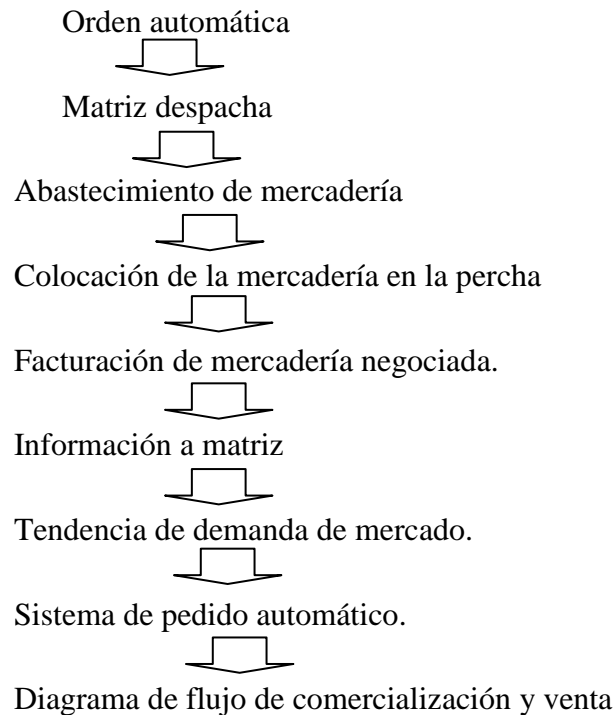 Orden automática
Matriz despacha
Abastecimiento de mercadería
Colocación de la mercadería en la percha
Facturación de mercadería negociada.
Información a matriz
Tendencia de demanda de mercado.
Sistema de pedido automático.
Diagrama de flujo de comercialización y venta